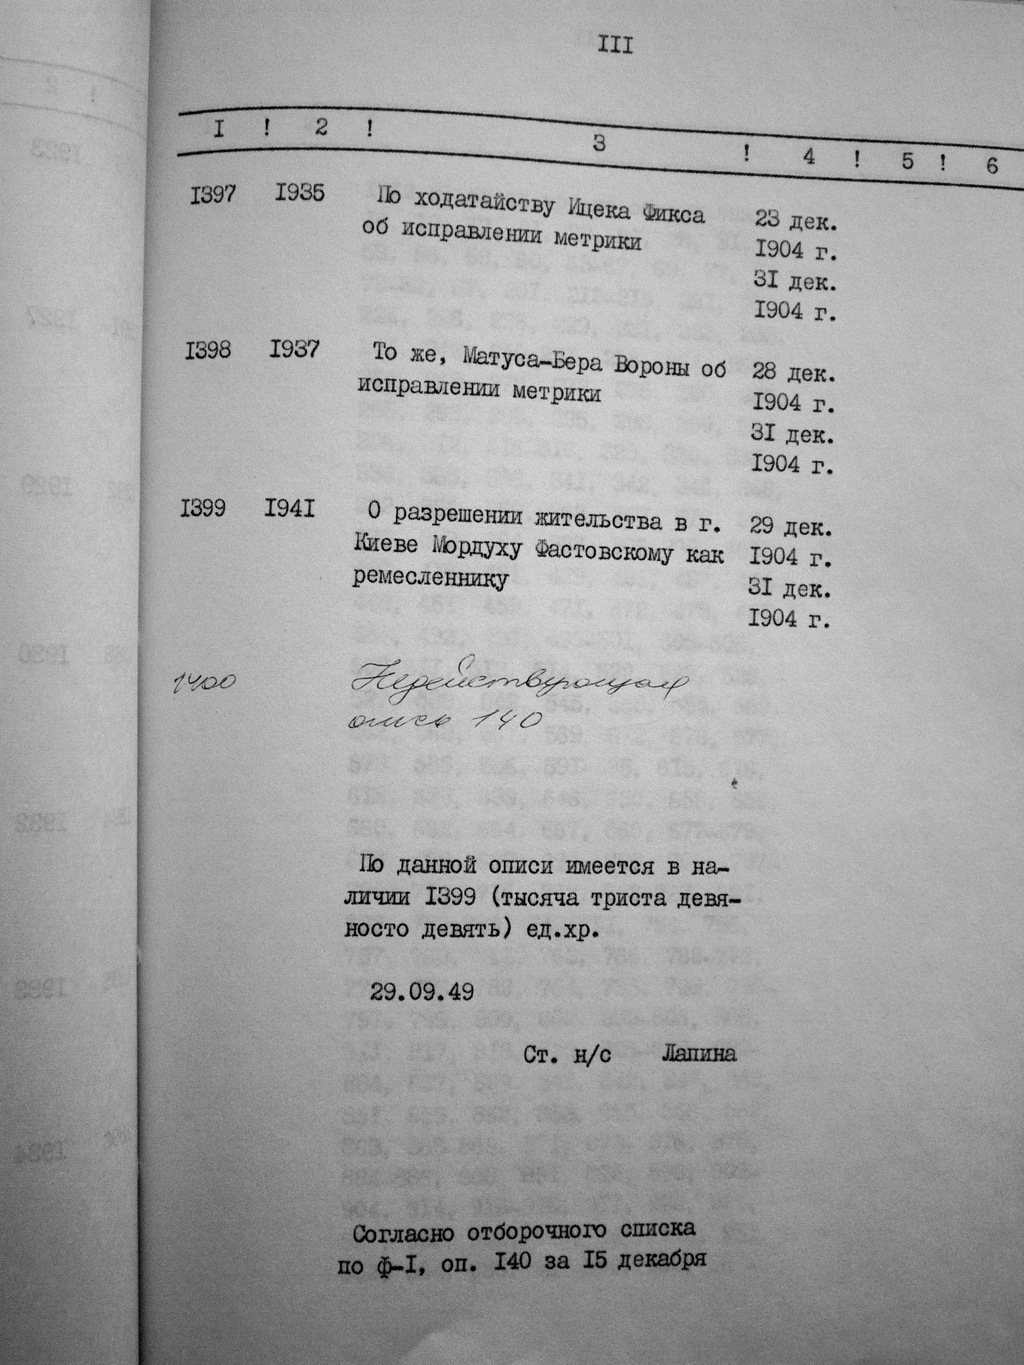 III
I ! 2 ! 3 ! 4 ! 5 ! 6
I397 I935 По ходатайству Ицека Фикса 23 дек.
об исправлении метрики I904 г.
3I дек.
I904 г.
I398 I937 То же, Матуса-Бера Вороны об 28 дек.
исправлении метрики I904 г.
3I дек.
I904 г.
I399 I94I О разрешении жительства в г. 29 дек.
Киеве Мордуху Фастовскому как I904 г.
ремесленнику 3I дек.
I904 г.
1400 Недействующая
опись 140
По данной описи имеется в на-
личии I399 (тысяча триста девя-
носто девять) ед.хр.
29.09.49
Ст. н/с Лапина
Согласно отборочного списка
по ф-I, оп. I40 за I5 декабря